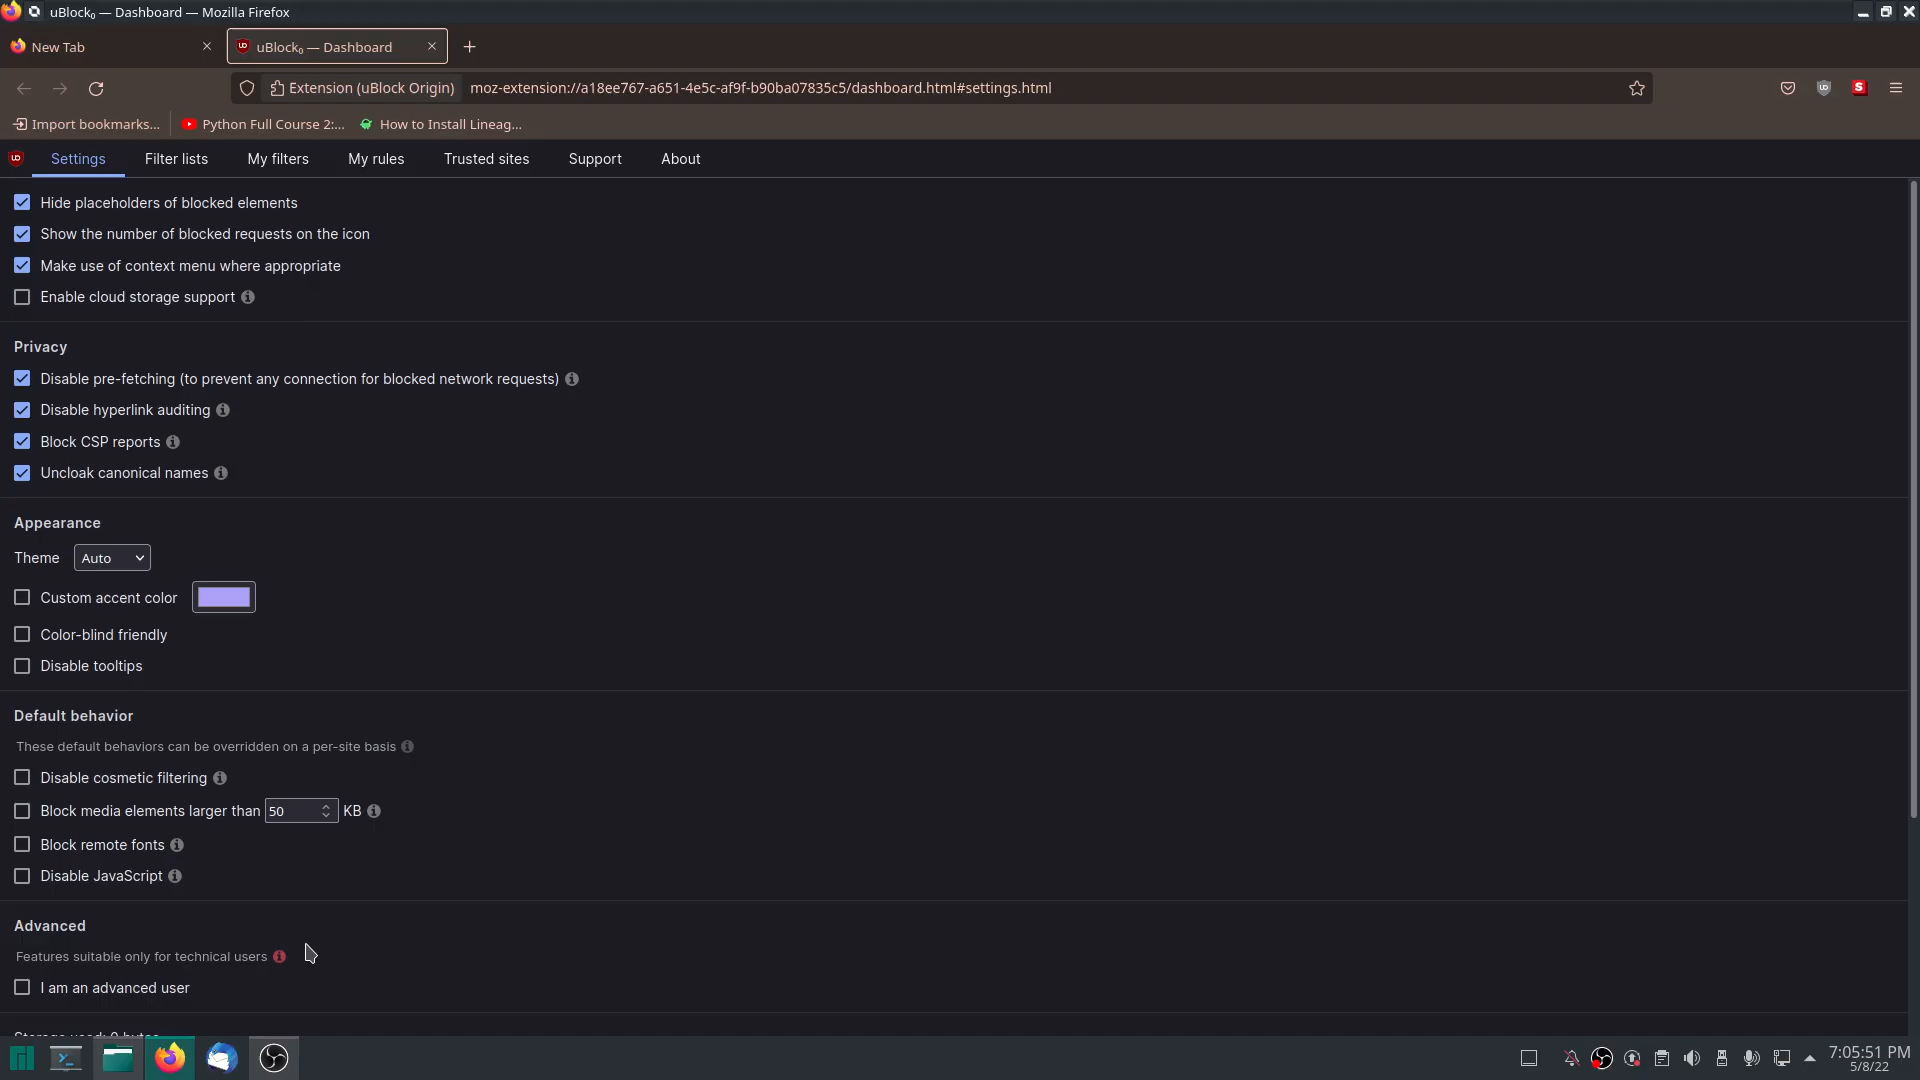 uBlock₀ — Dashboard — Mozilla Firefox
New Tab
uBlock₀ — Dashboard
Extension (uBlock Origin)
moz-extension://a18ee767-a651-4e5c-af9f-b90ba07835c5/dashboard.html#settings.html
Import bookmarks...
Python Full Course 2:...
How to Install Lineag...
Settings
Filter lists
My filters
My rules
Trusted sites
Support
About
Hide placeholders of blocked elements
Show the number of blocked requests on the icon
Make use of context menu where appropriate
Enable cloud storage support
Privacy
Disable pre-fetching (to prevent any connection for blocked network requests)
Disable hyperlink auditing
Block CSP reports
Uncloak canonical names
Appearance
Theme Auto
Custom accent color
Color-blind friendly
Disable tooltips
Default behavior
These default behaviors can be overridden on a per-site basis
Disable cosmetic filtering
Block media elements larger than 50 KB
Block remote fonts
Disable JavaScript
Advanced
Features suitable only for technical users
I am an advanced user
Storage used: 0 bytes
7:05:51 PM
5/8/22